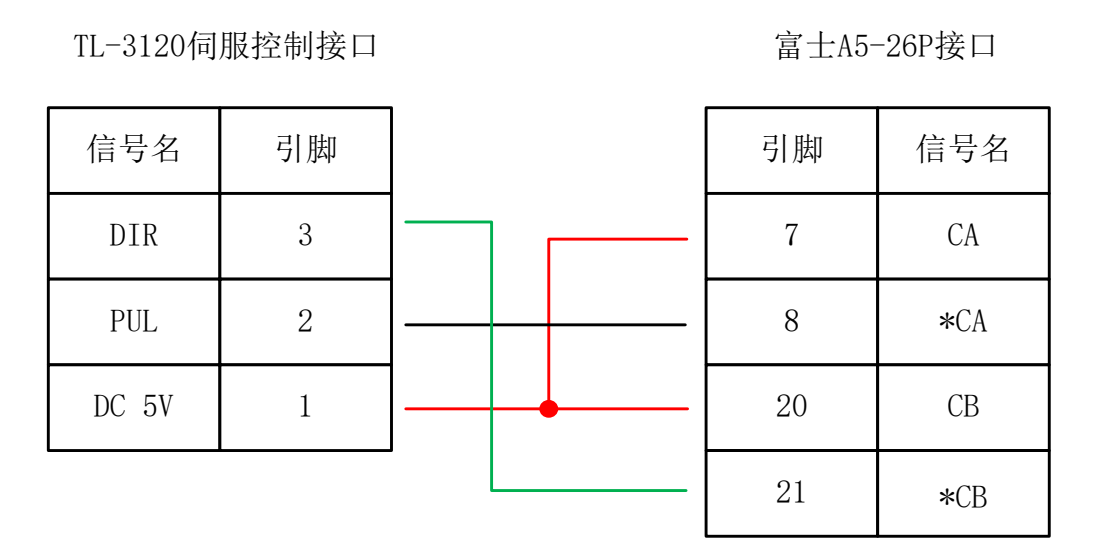 TL-3120伺服控制接口
富士A5-26P接口
信号名 引脚
DIR 3
PUL 2
DC 5V 1
引脚 信号名
7 CA
8 *CA
20 CB
21 *CB